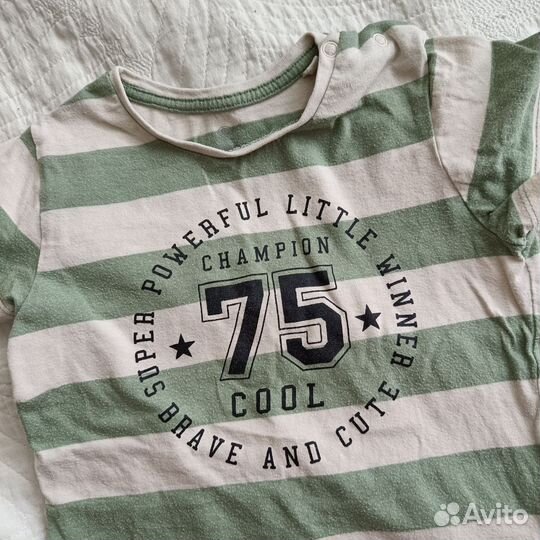 SUPER POWERFUL LITTLE WINNER
CHAMPION
75
COOL
BRAVE AND CUTE
Avito